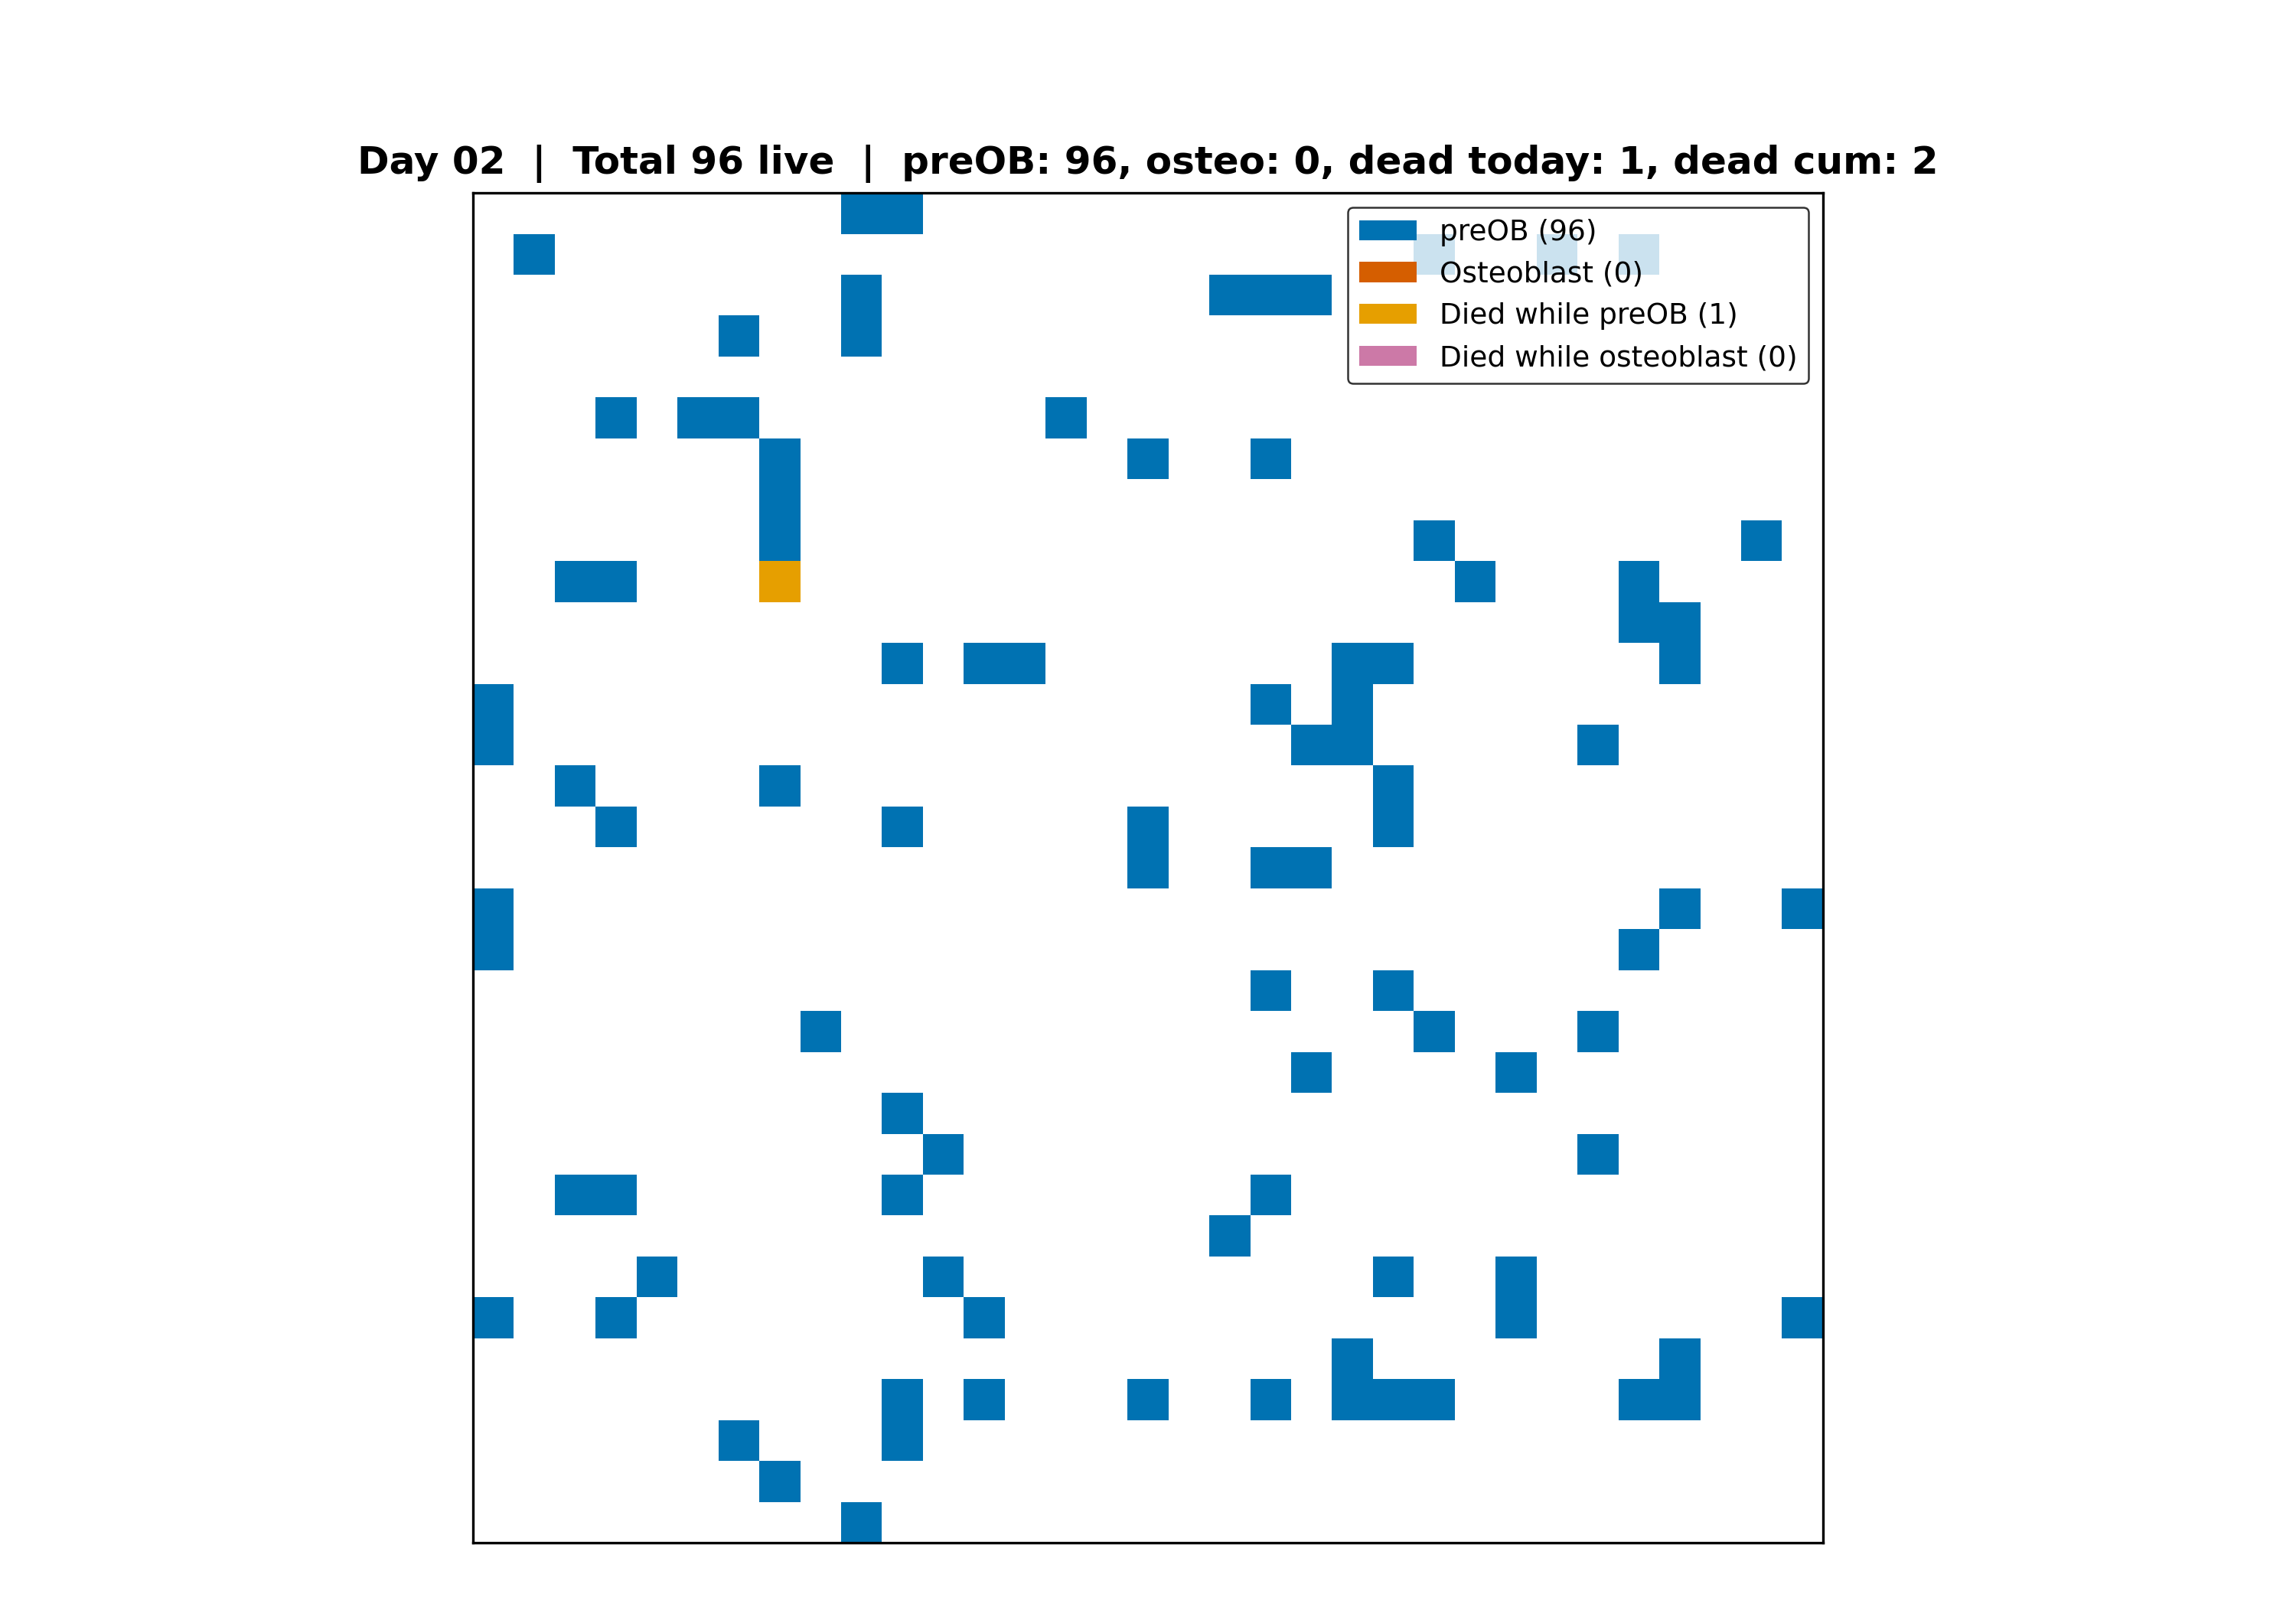 Day 02 | Total 96 live | preOB: 96, osteo: 0, dead today: 1, dead cum: 2
preOB (96)
Osteoblast (0)
Died while preOB (1)
Died while osteoblast (0)